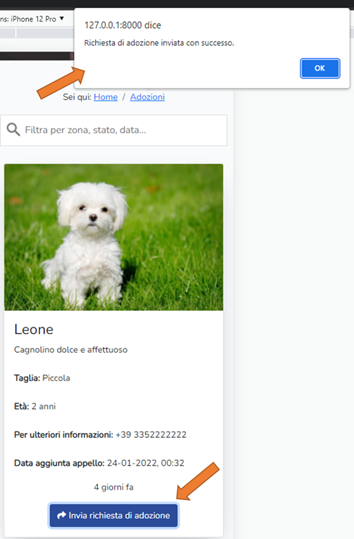 ns: iPhone 12 Pro ▼
127.0.0.1:8000 dice
Richiesta di adozione inviata con successo.
OK
Sei qui: Home / Adozioni
Filtra per zona, stato, data...
Leone
Cagnolino dolce e affettuoso
Taglia: Piccola
Età: 2 anni
Per ulteriori informazioni: +39 3352222222
Data aggiunta appello: 24-01-2022, 00:32
4 giorni fa
Invia richiesta di adozione